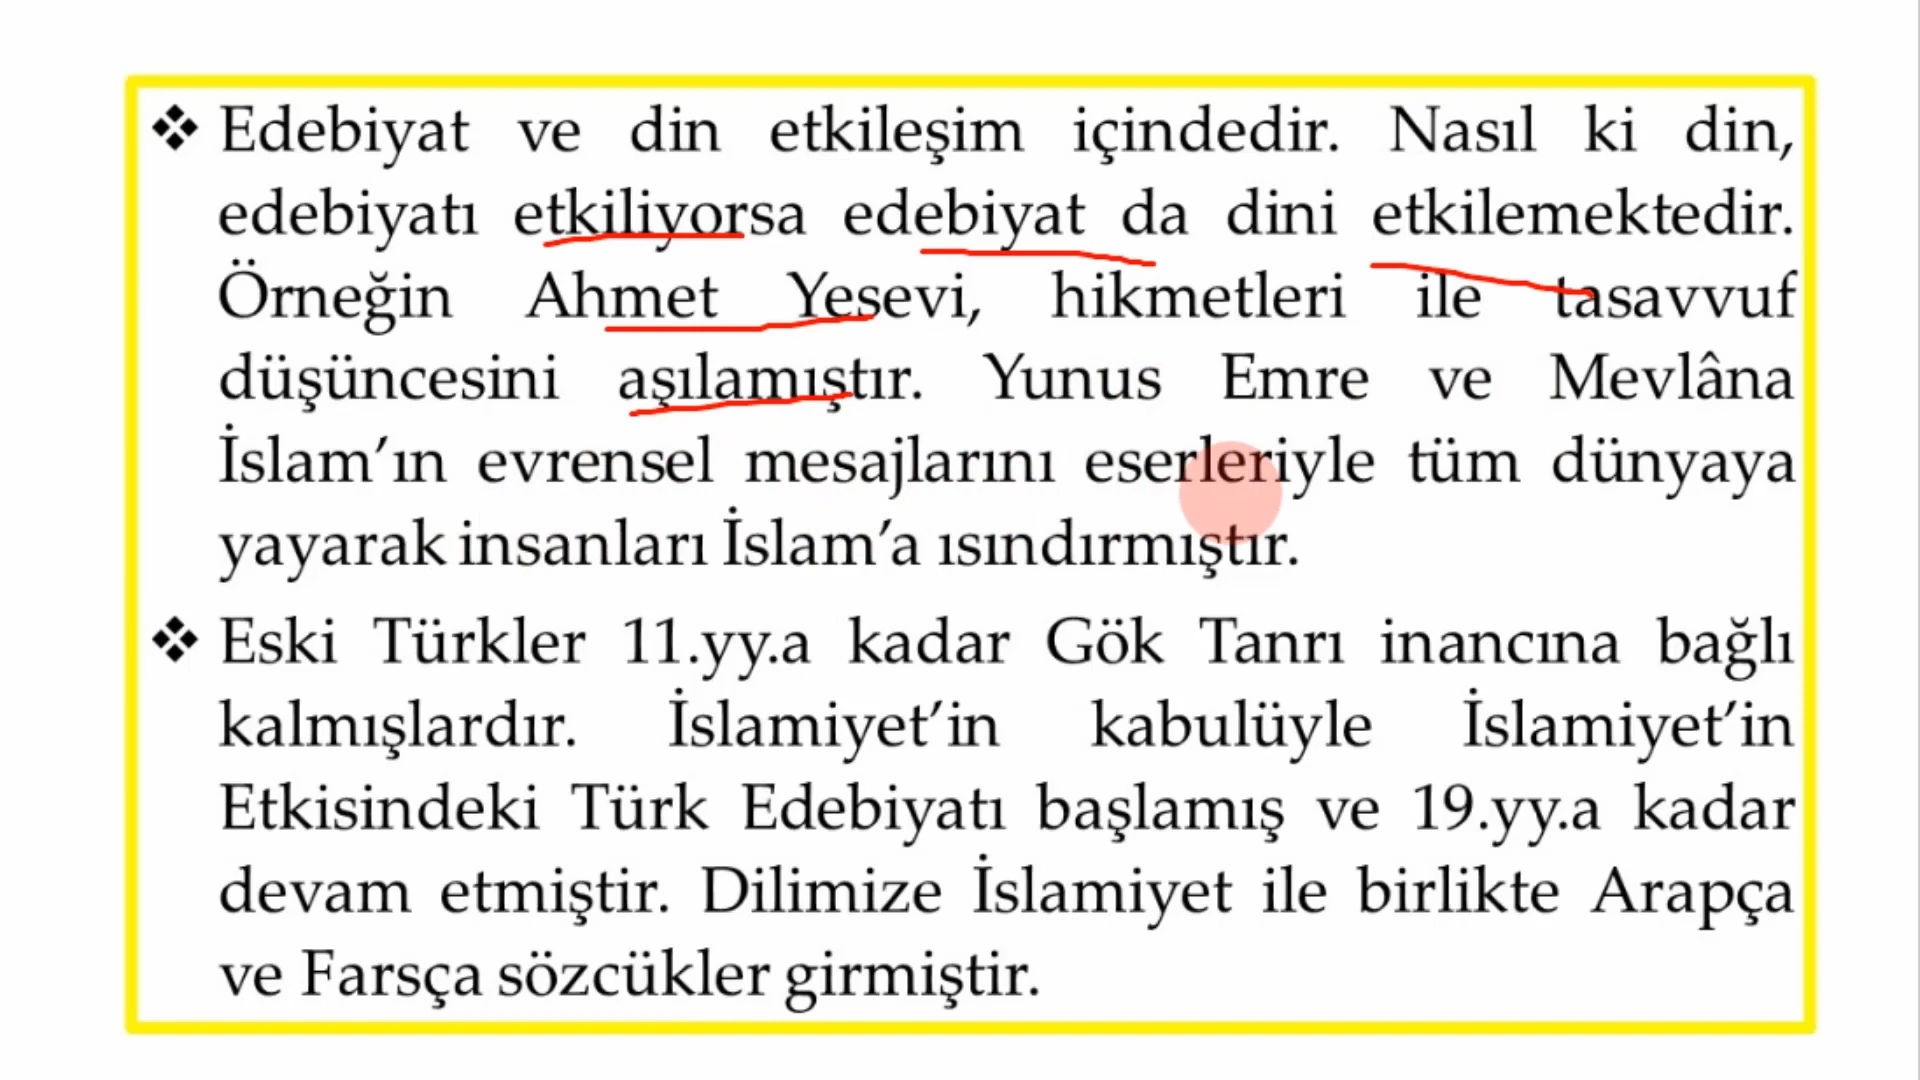 ❖ Edebiyat ve din etkileşim içindedir. Nasıl ki din,
edebiyatı etkiliyorsa edebiyat da dini etkilemektedir.
Örneğin Ahmet Yesevi, hikmetleri ile tasavvuf
düşüncesini aşılamıştır. Yunus Emre ve Mevlâna
İslam’ın evrensel mesajlarını eserleriyle tüm dünyaya
yayarak insanları İslam’a ısındırmıştır.
❖ Eski Türkler 11.yy.a kadar Gök Tanrı inancına bağlı
kalmışlardır. İslamiyet’in kabulüyle İslamiyet’in
Etkisindeki Türk Edebiyatı başlamış ve 19.yy.a kadar
devam etmiştir. Dilimize İslamiyet ile birlikte Arapça
ve Farsça sözcükler girmiştir.